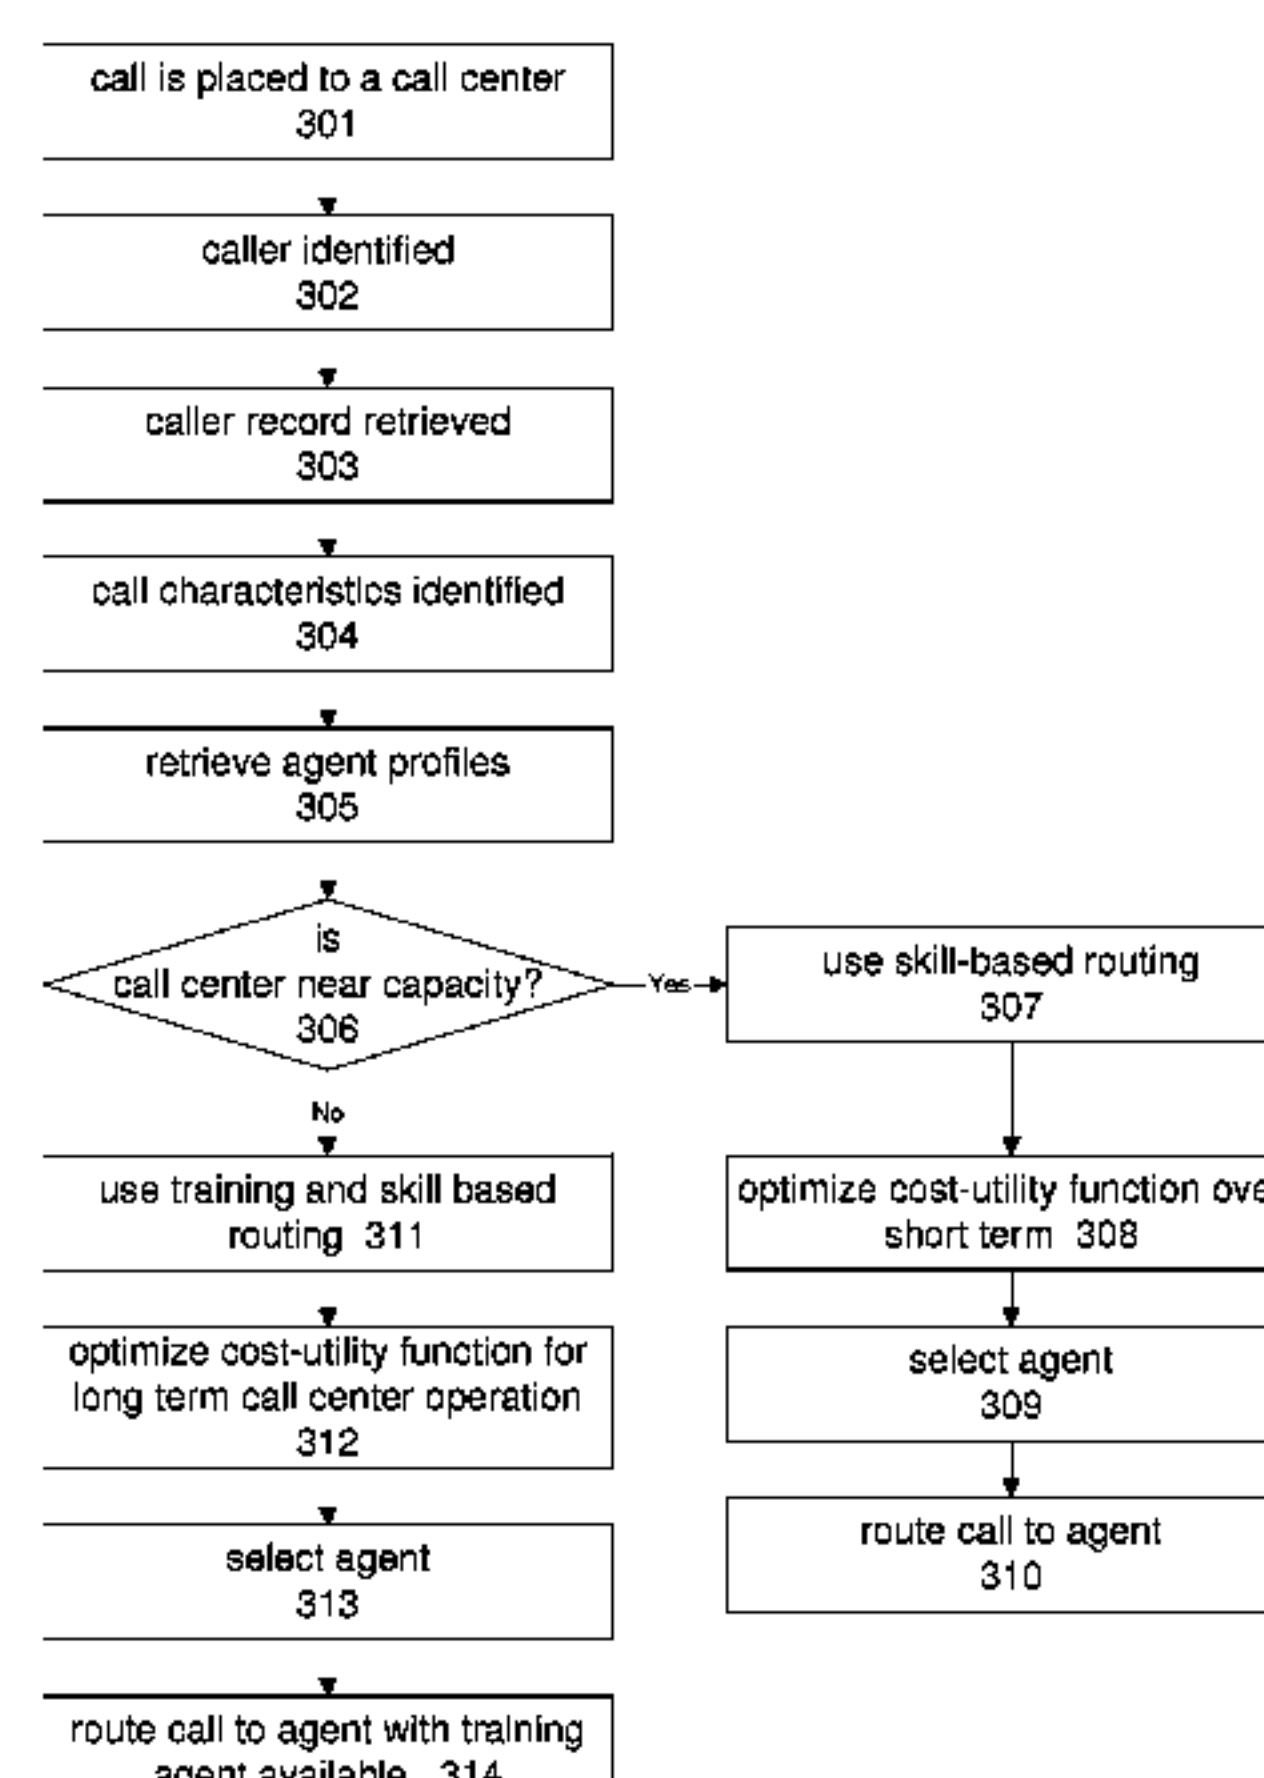 call is placed to a call center
301
caller identified
302
caller record retrieved
303
call characteristics identified
304
retrieve agent profiles
305
is
call center near capacity?
306
Yes
use skill-based routing
307
optimize cost-utility function ove
short term 308
select agent
309
route call to agent
310
No
use training and skill based
routing 311
optimize cost-utility function for
long term call center operation
312
select agent
313
route call to agent with training
agent available 314